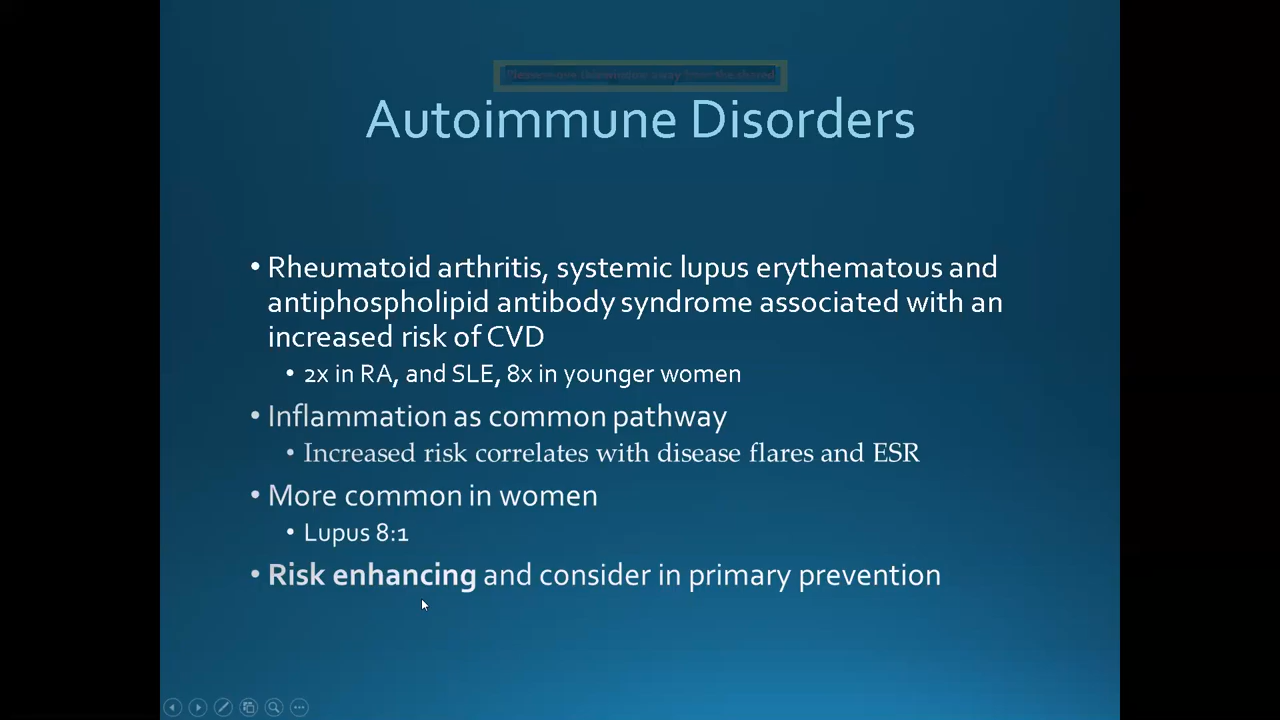 Autoimmune Disorders
• Rheumatoid arthritis, systemic lupus erythematous and
antiphospholipid antibody syndrome associated with an
increased risk of CVD
• 2x in RA, and SLE, 8x in younger women
• Inflammation as common pathway
• Increased risk correlates with disease flares and ESR
• More common in women
• Lupus 8:1
• Risk enhancing and consider in primary prevention